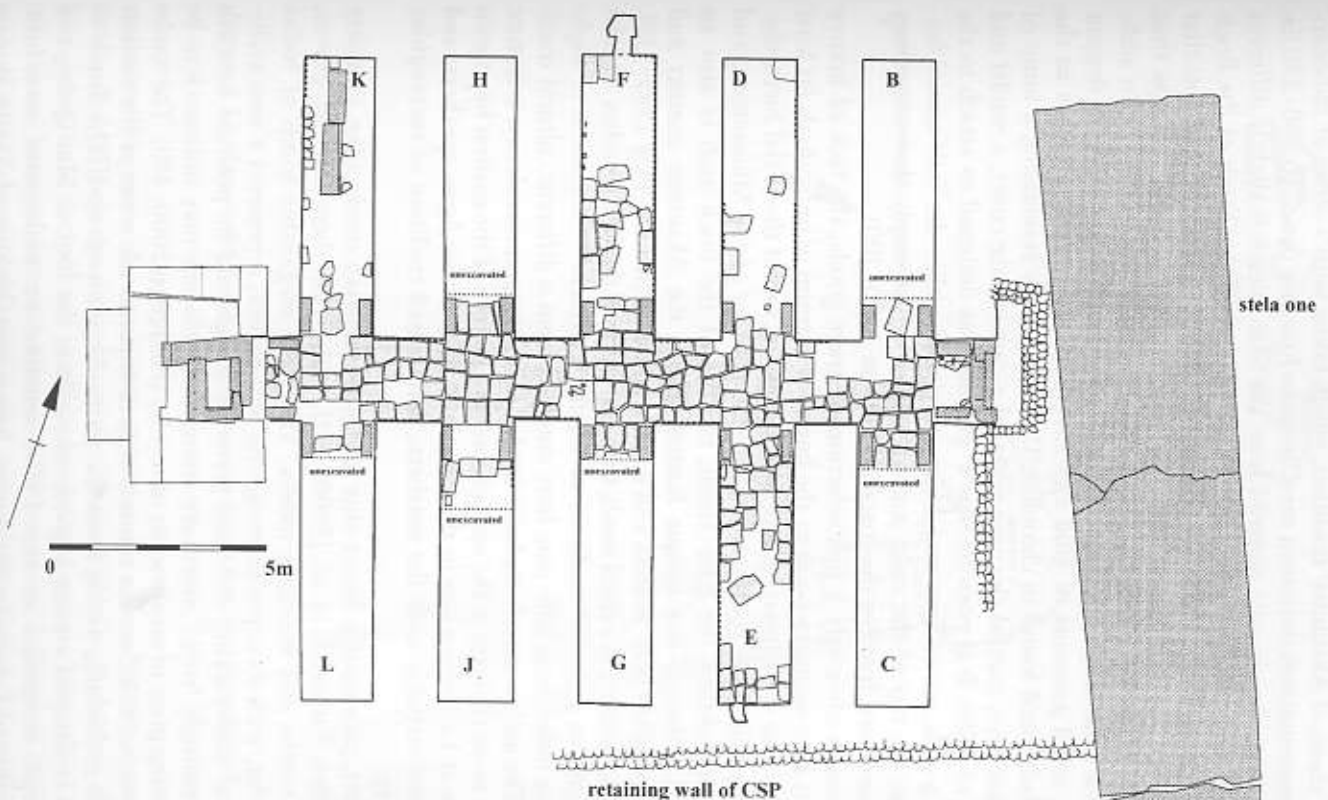 K
H
F
D
B
unexcavated
unexcavated
stela one
unexcavated
unexcavated
unexcavated
unexcavated
0
5m
L
J
G
E
C
retaining wall of CSP